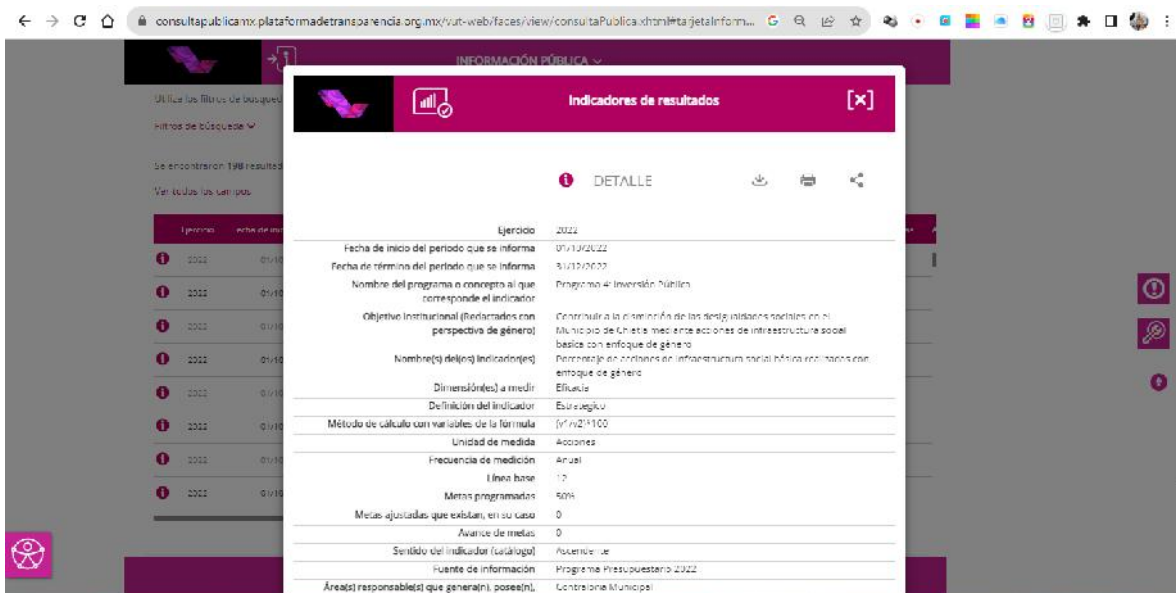 consultapublicamx.plataformadetransparencia.org.mx/vut-web/faces/view/consultaPublica.xhtml#tarjetaInform...
INFORMACIÓN PÚBLICA
Utiliza los filtros de búsqued
Filtros de búsqueda
Se encontraron 198 resultad
Ver todos los campos
Indicadores de resultados [×]
DETALLE
Ejercicio 2022
Fecha de inicio del periodo que se informa 01/10/2022
Fecha de término del periodo que se informa 31/12/2022
Nombre del programa o concepto al que Programa 4: Inversión Pública
corresponde el indicador
Objetivo institucional (Redactados con Contribuir a la disminción de las desigualdades sociales en el
perspectiva de género) Municipio de Chietla mediante acciones de infraestructura social
basica con enfoque de género
Nombre(s) del(os) indicador(es) Porcentaje de acciones de infraestructura social básica realizadas con
enfoque de género
Dimensión(es) a medir Eficacia
Definición del indicador Estrategico
Método de cálculo con variables de la fórmula (v1/v2)*100
Unidad de medida Acciones
Frecuencia de medición Anual
Línea base 12
Metas programadas 50%
Metas ajustadas que existan, en su caso 0
Avance de metas 0
Sentido del indicador (catálogo) Ascendente
Fuente de información Programa Presupuestario 2022
Área(s) responsable(s) que genera(n), posee(n), Contraloria Municipal
Ejercicio
2022
2022
2022
2022
2022
2022
2022
2022